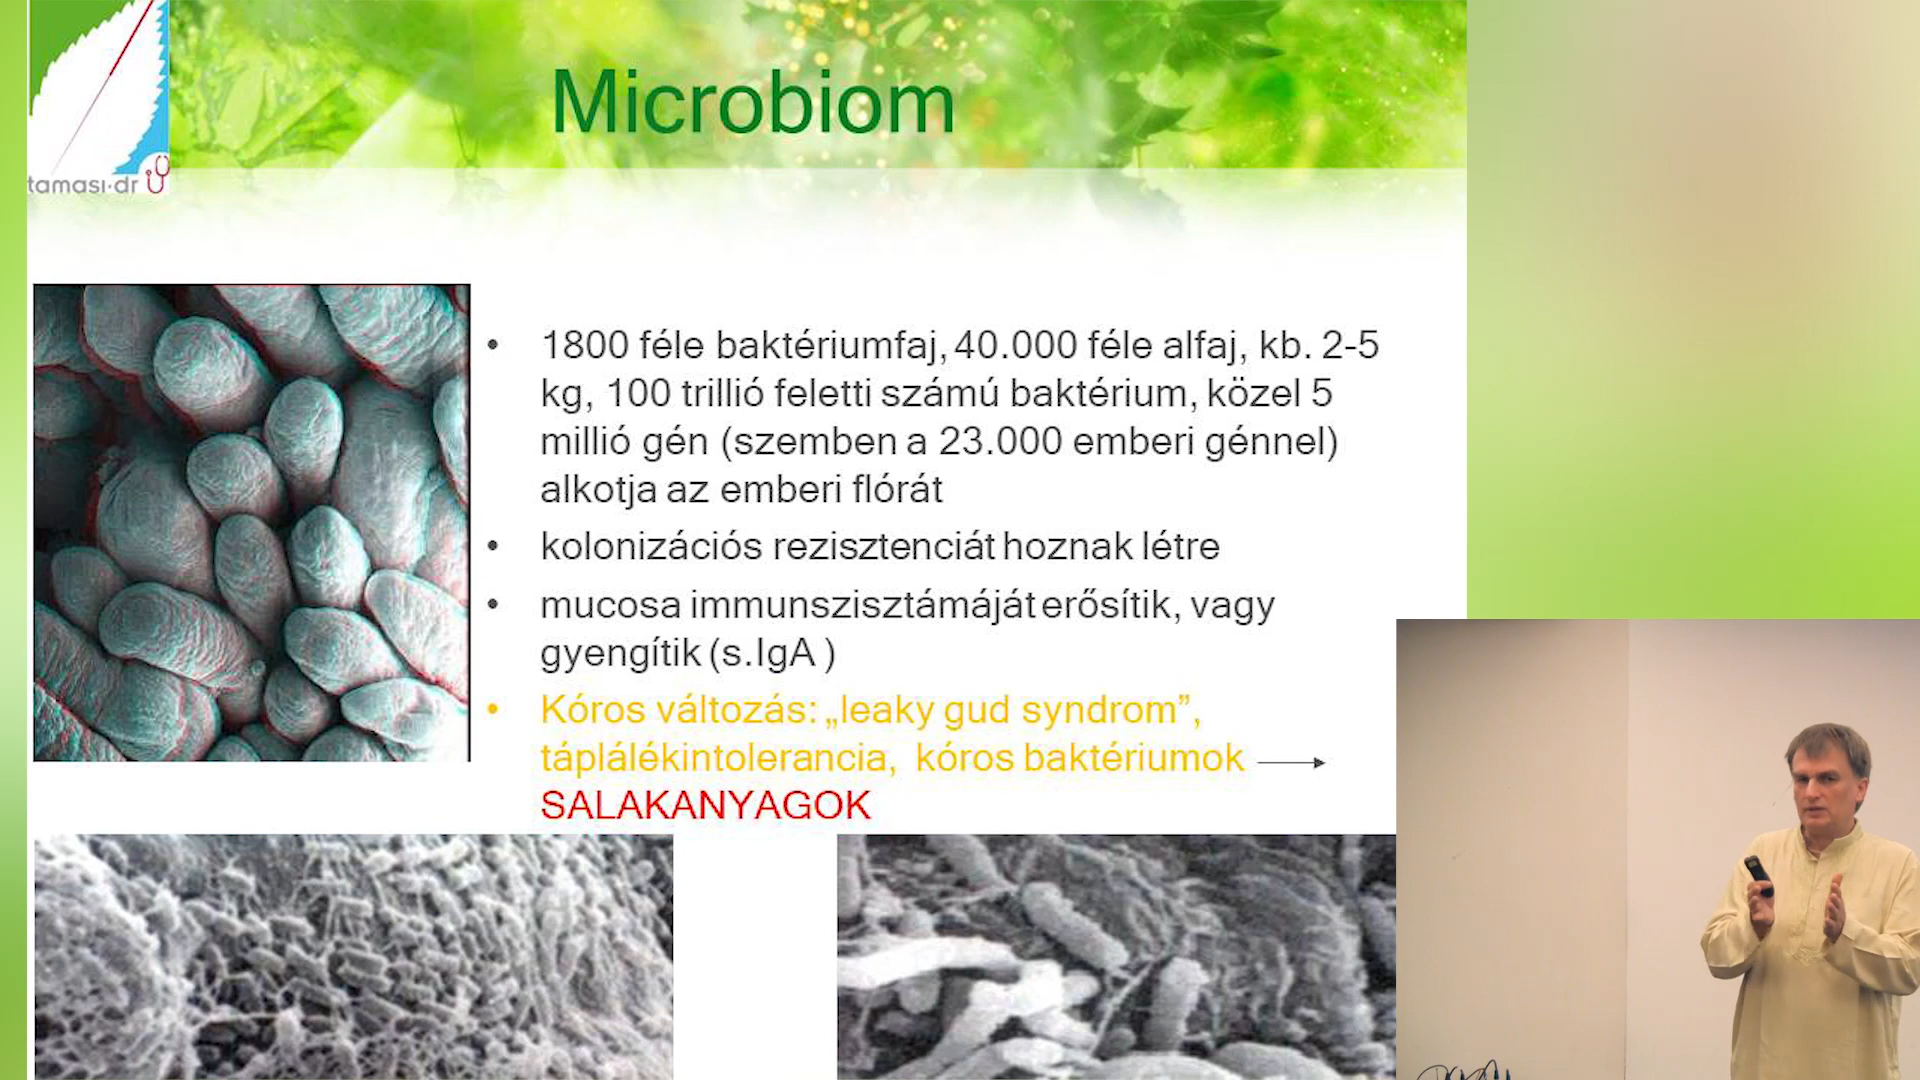 Microbiom
tamasi·dr
• 1800 féle baktériumfaj, 40.000 féle alfaj, kb. 2-5
kg, 100 trillió feletti számú baktérium, közel 5
millió gén (szemben a 23.000 emberi génnel)
alkotja az emberi flórát
• kolonizációs rezisztenciát hoznak létre
• mucosa immunszisztámáját erősítik, vagy
gyengítik (s.IgA )
• Kóros változás: „leaky gud syndrom”,
táplálékintolerancia, kóros baktériumok →
SALAKANYAGOK